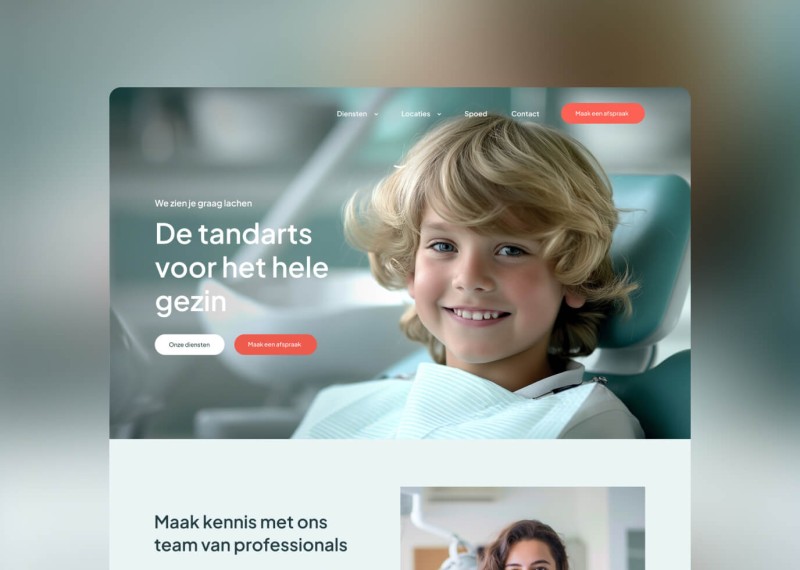 Diensten Locaties Spoed Contact Maak een afspraak
We zien je graag lachen
De tandarts
voor het hele
gezin
Onze diensten Maak een afspraak
Maak kennis met ons
team van professionals